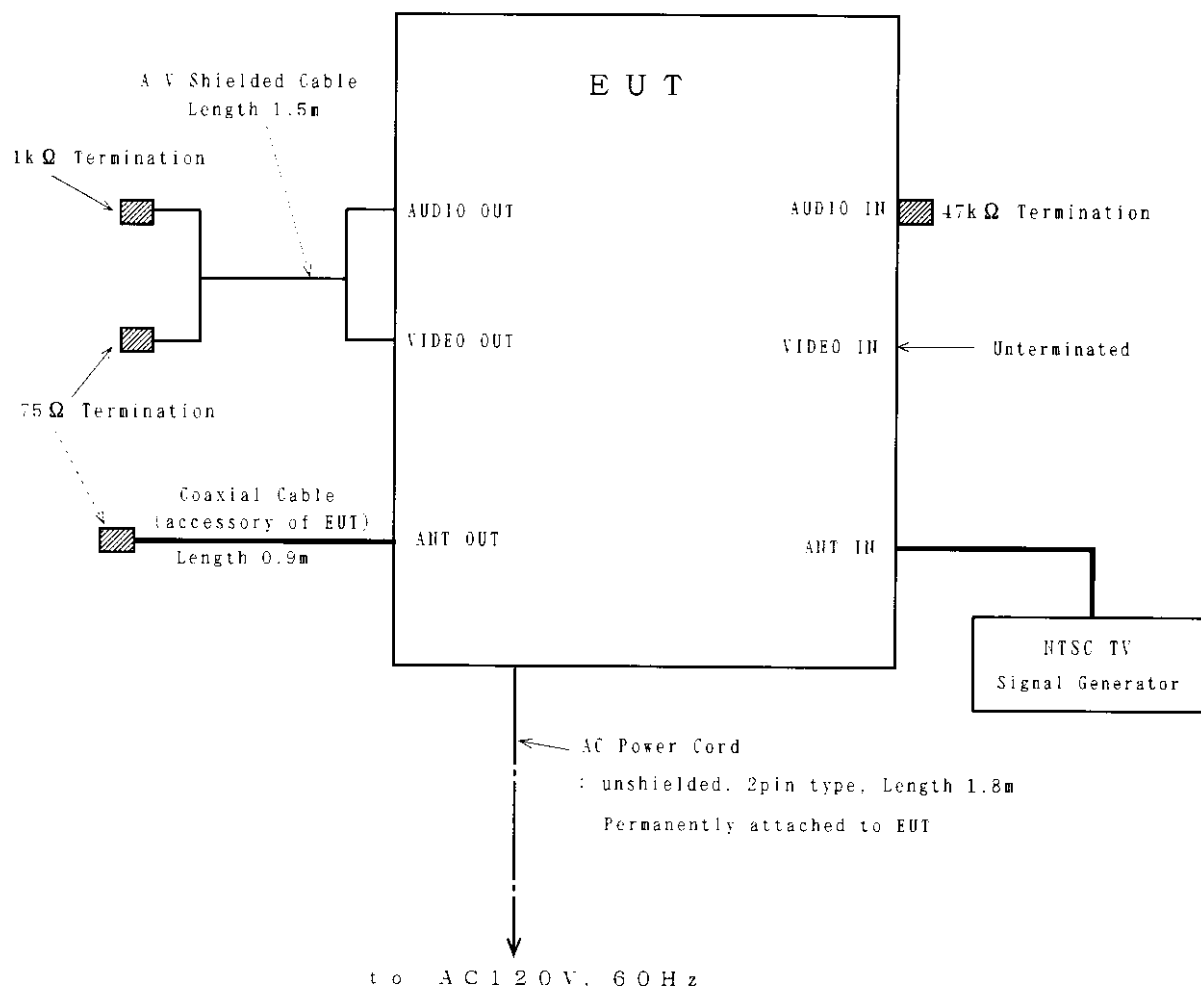 EUT
A V Shielded Cable
Length 1.5m
1kΩ Termination
AUDIO OUT
AUDIO IN
47kΩ Termination
VIDEO OUT
VIDEO IN
Unterminated
75Ω Termination
Coaxial Cable
(accessory of EUT)
Length 0.9m
ANT OUT
ANT IN
NTSC TV
Signal Generator
AC Power Cord
: unshielded. 2pin type, Length 1.8m
Permanently attached to EUT
to AC120V, 60Hz